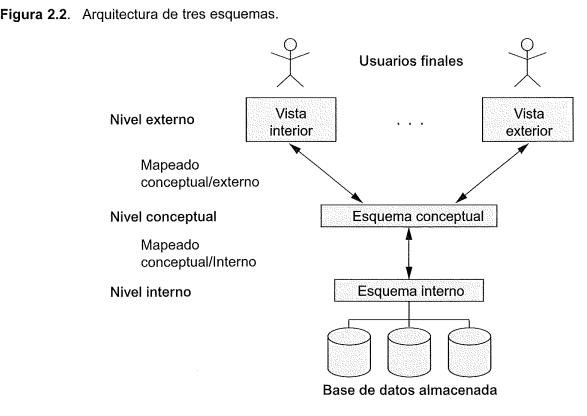 Figura 2.2. Arquitectura de tres esquemas.
Usuarios finales
Nivel externo
Vista
interior
. . .
Vista
exterior
Mapeado
conceptual/externo
Nivel conceptual
Esquema conceptual
Mapeado
conceptual/Interno
Nivel interno
Esquema interno
Base de datos almacenada